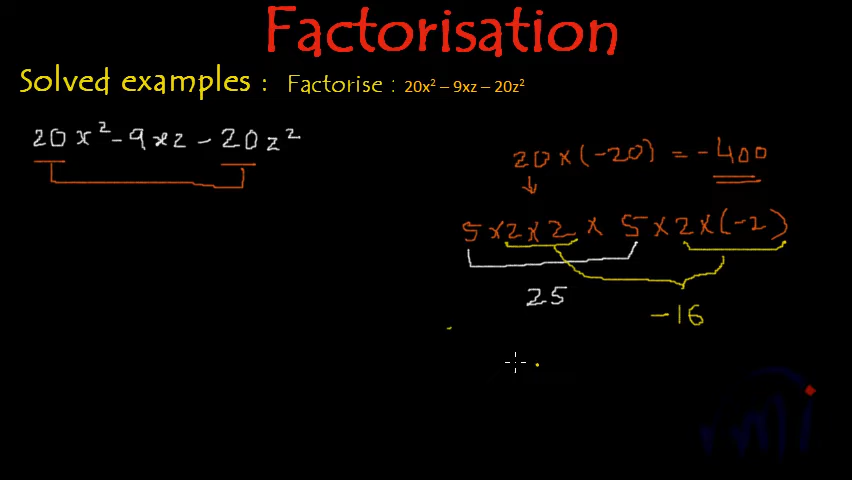 Factorisation
Solved examples : Factorise : 20x² – 9xz – 20z²
20x² - 9xz - 20z²
20 x (-20) = -400
5 x 2 x 2 x 5 x 2 x (-2)
25
-16